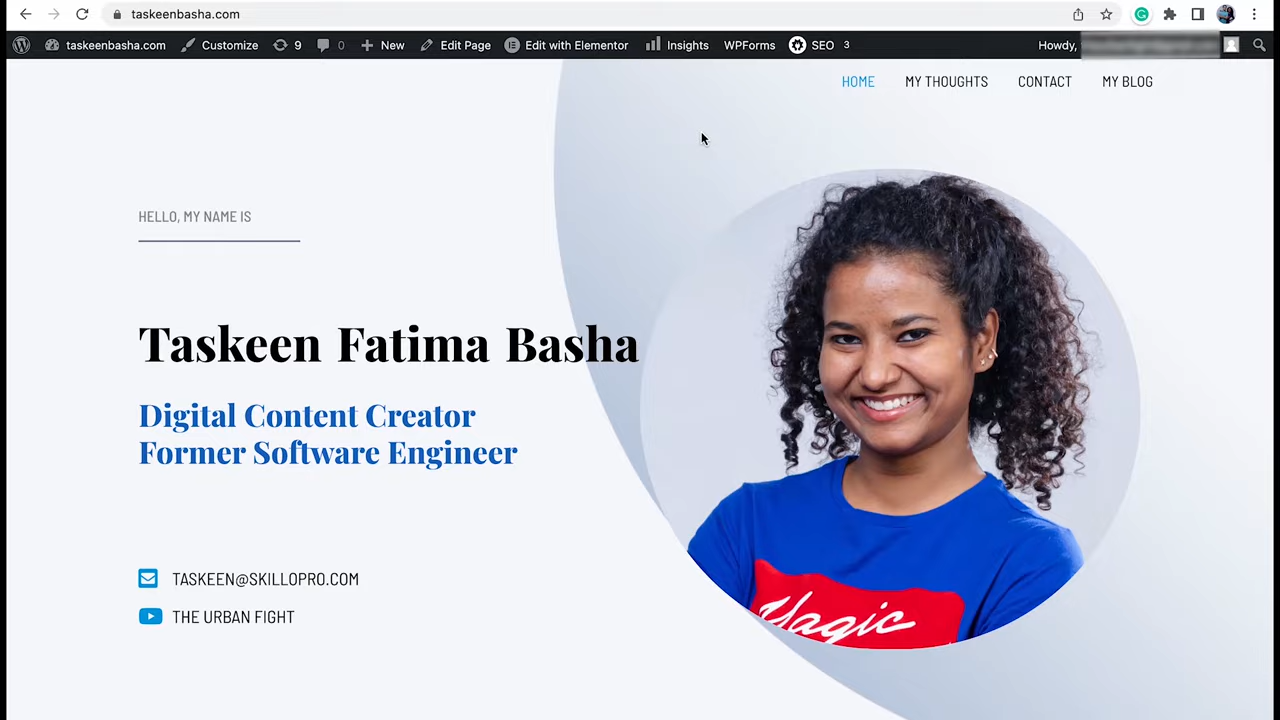 taskeenbasha.com
taskeenbasha.com Customize 9 0 New Edit Page Edit with Elementor Insights WPForms SEO 3 Howdy,
HOME MY THOUGHTS CONTACT MY BLOG
HELLO, MY NAME IS
Taskeen Fatima Basha
Digital Content Creator
Former Software Engineer
TASKEEN@SKILLOPRO.COM
THE URBAN FIGHT
Magic